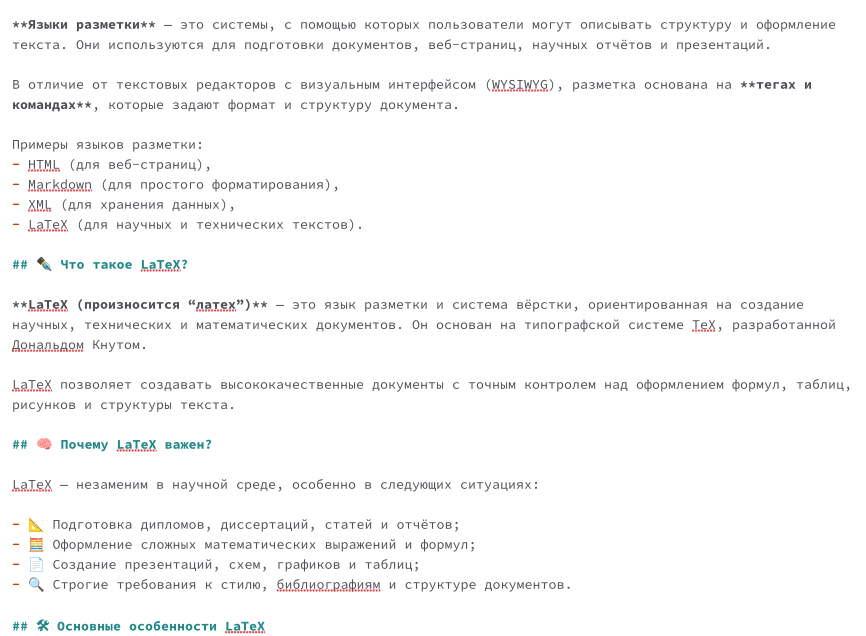 **Языки разметки** — это системы, с помощью которых пользователи могут описывать структуру и оформление
текста. Они используются для подготовки документов, веб-страниц, научных отчётов и презентаций.
В отличие от текстовых редакторов с визуальным интерфейсом (WYSIWYG), разметка основана на **тегах и
командах**, которые задают формат и структуру документа.
Примеры языков разметки:
- HTML (для веб-страниц),
- Markdown (для простого форматирования),
- XML (для хранения данных),
- LaTeX (для научных и технических текстов).
## ✒️ Что такое LaTeX?
**LaTeX (произносится “латех”)** — это язык разметки и система вёрстки, ориентированная на создание
научных, технических и математических документов. Он основан на типографской системе TeX, разработанной
Дональдом Кнутом.
LaTeX позволяет создавать высококачественные документы с точным контролем над оформлением формул, таблиц,
рисунков и структуры текста.
## 🧠 Почему LaTeX важен?
LaTeX — незаменим в научной среде, особенно в следующих ситуациях:
- 📐 Подготовка дипломов, диссертаций, статей и отчётов;
- 🧮 Оформление сложных математических выражений и формул;
- 📄 Создание презентаций, схем, графиков и таблиц;
- 🔍 Строгие требования к стилю, библиографиям и структуре документов.
## 🛠 Основные особенности LaTeX